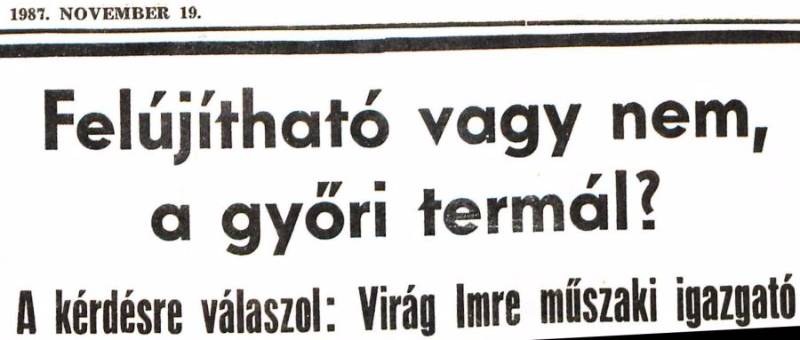 1987. NOVEMBER 19.
Felújítható vagy nem,
a győri termál?
A kérdésre válaszol: Virág Imre műszaki igazgató